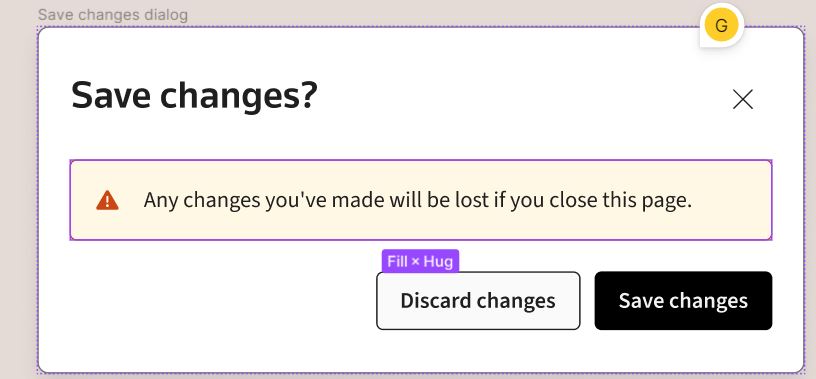 Save changes dialog
G
Save changes?
Any changes you've made will be lost if you close this page.
Fill × Hug
Discard changes
Save changes